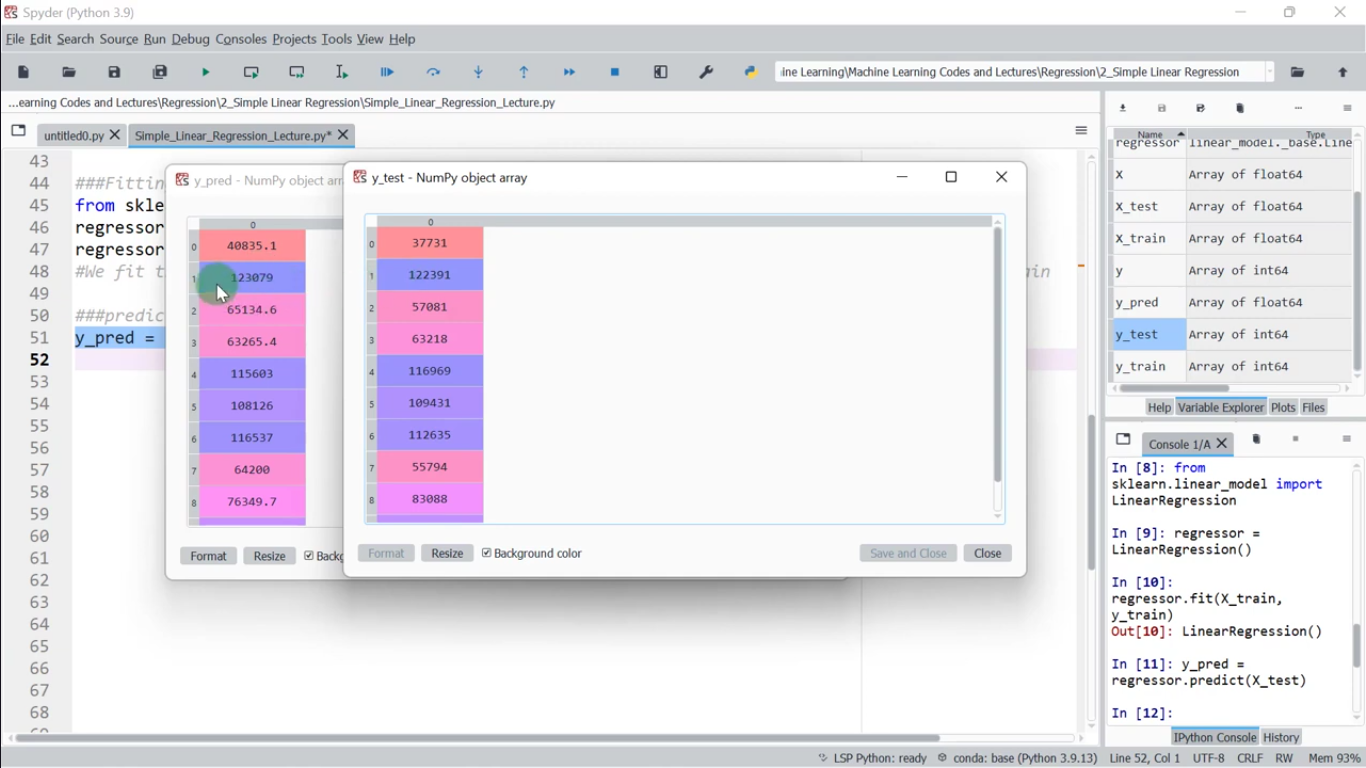 Spyder (Python 3.9)
File Edit Search Source Run Debug Consoles Projects Tools View Help
ine Learning\Machine Learning Codes and Lectures\Regression\2_Simple Linear Regression
...earning Codes and Lectures\Regression\2_Simple Linear Regression\Simple_Linear_Regression_Lecture.py
untitled0.py Simple_Linear_Regression_Lecture.py*
43
44 ###Fittin
45 from skle
46 regressor
47 regressor
48 #We fit t in
49
50 ###predic
51 y_pred =
52
53
54
55
56
57
58
59
60
61
62
63
64
65
66
67
68
y_pred - NumPy object arr
0
0 40835.1
1 123079
2 65134.6
3 63265.4
4 115603
5 108126
6 116537
7 64200
8 76349.7
Format Resize Backg
y_test - NumPy object array
0
0 37731
1 122391
2 57081
3 63218
4 116969
5 109431
6 112635
7 55794
8 83088
Format Resize Background color Save and Close Close
Name Type
regressor linear_model._base.Line
X Array of float64
X_test Array of float64
X_train Array of float64
y Array of int64
y_pred Array of float64
y_test Array of int64
y_train Array of int64
Help Variable Explorer Plots Files
Console 1/A
In [8]: from
sklearn.linear_model import
LinearRegression
In [9]: regressor =
LinearRegression()
In [10]:
regressor.fit(X_train,
y_train)
Out[10]: LinearRegression()
In [11]: y_pred =
regressor.predict(X_test)
In [12]:
IPython Console History
LSP Python: ready conda: base (Python 3.9.13) Line 52, Col 1 UTF-8 CRLF RW Mem 93%